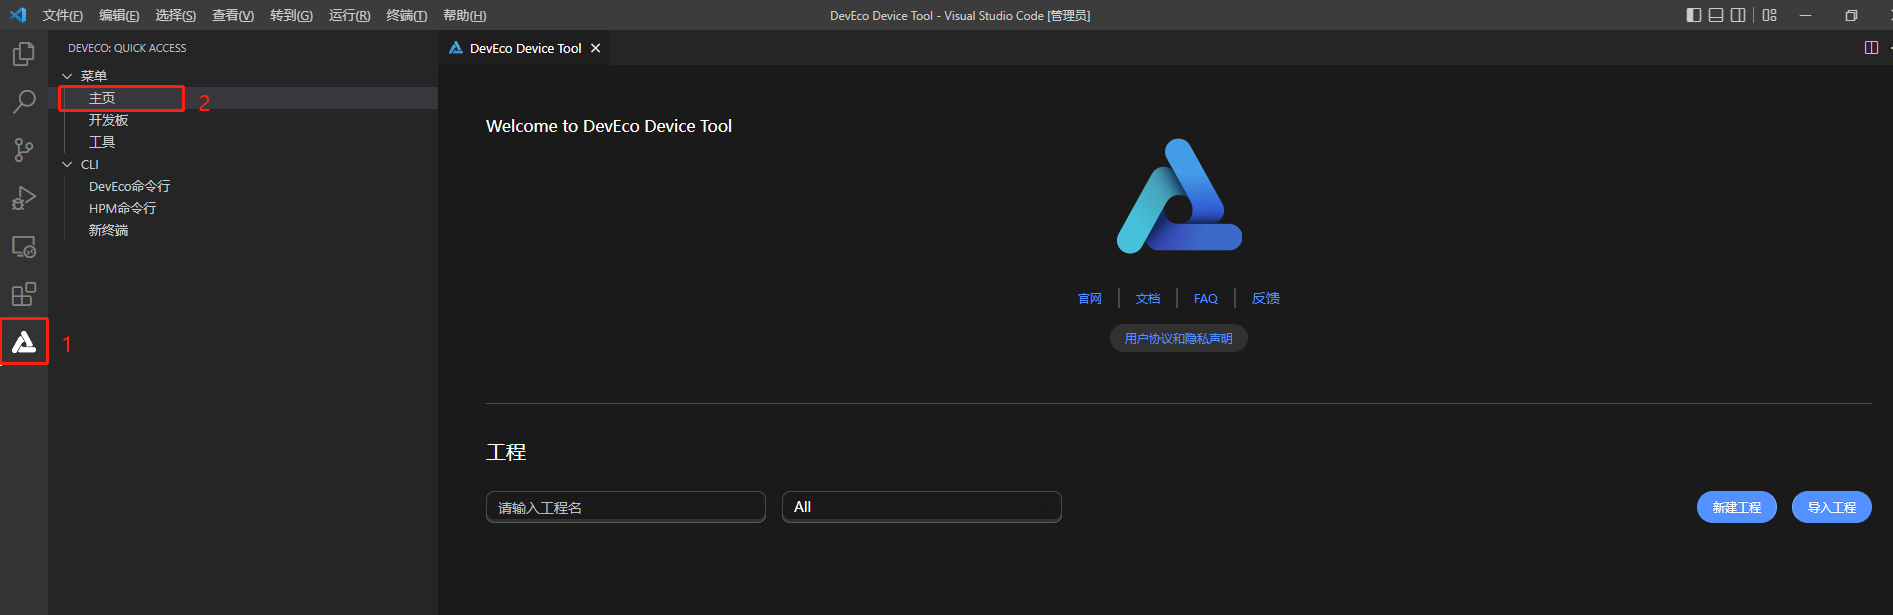 文件(F) 编辑(E) 选择(S) 查看(V) 转到(G) 运行(R) 终端(T) 帮助(H) DevEco Device Tool - Visual Studio Code [管理员]
DEVECO: QUICK ACCESS
菜单
主页 2
开发板
工具
CLI
DevEco命令行
HPM命令行
新终端
1
DevEco Device Tool
Welcome to DevEco Device Tool
官网 文档 FAQ 反馈
用户协议和隐私声明
工程
请输入工程名 All 新建工程 导入工程